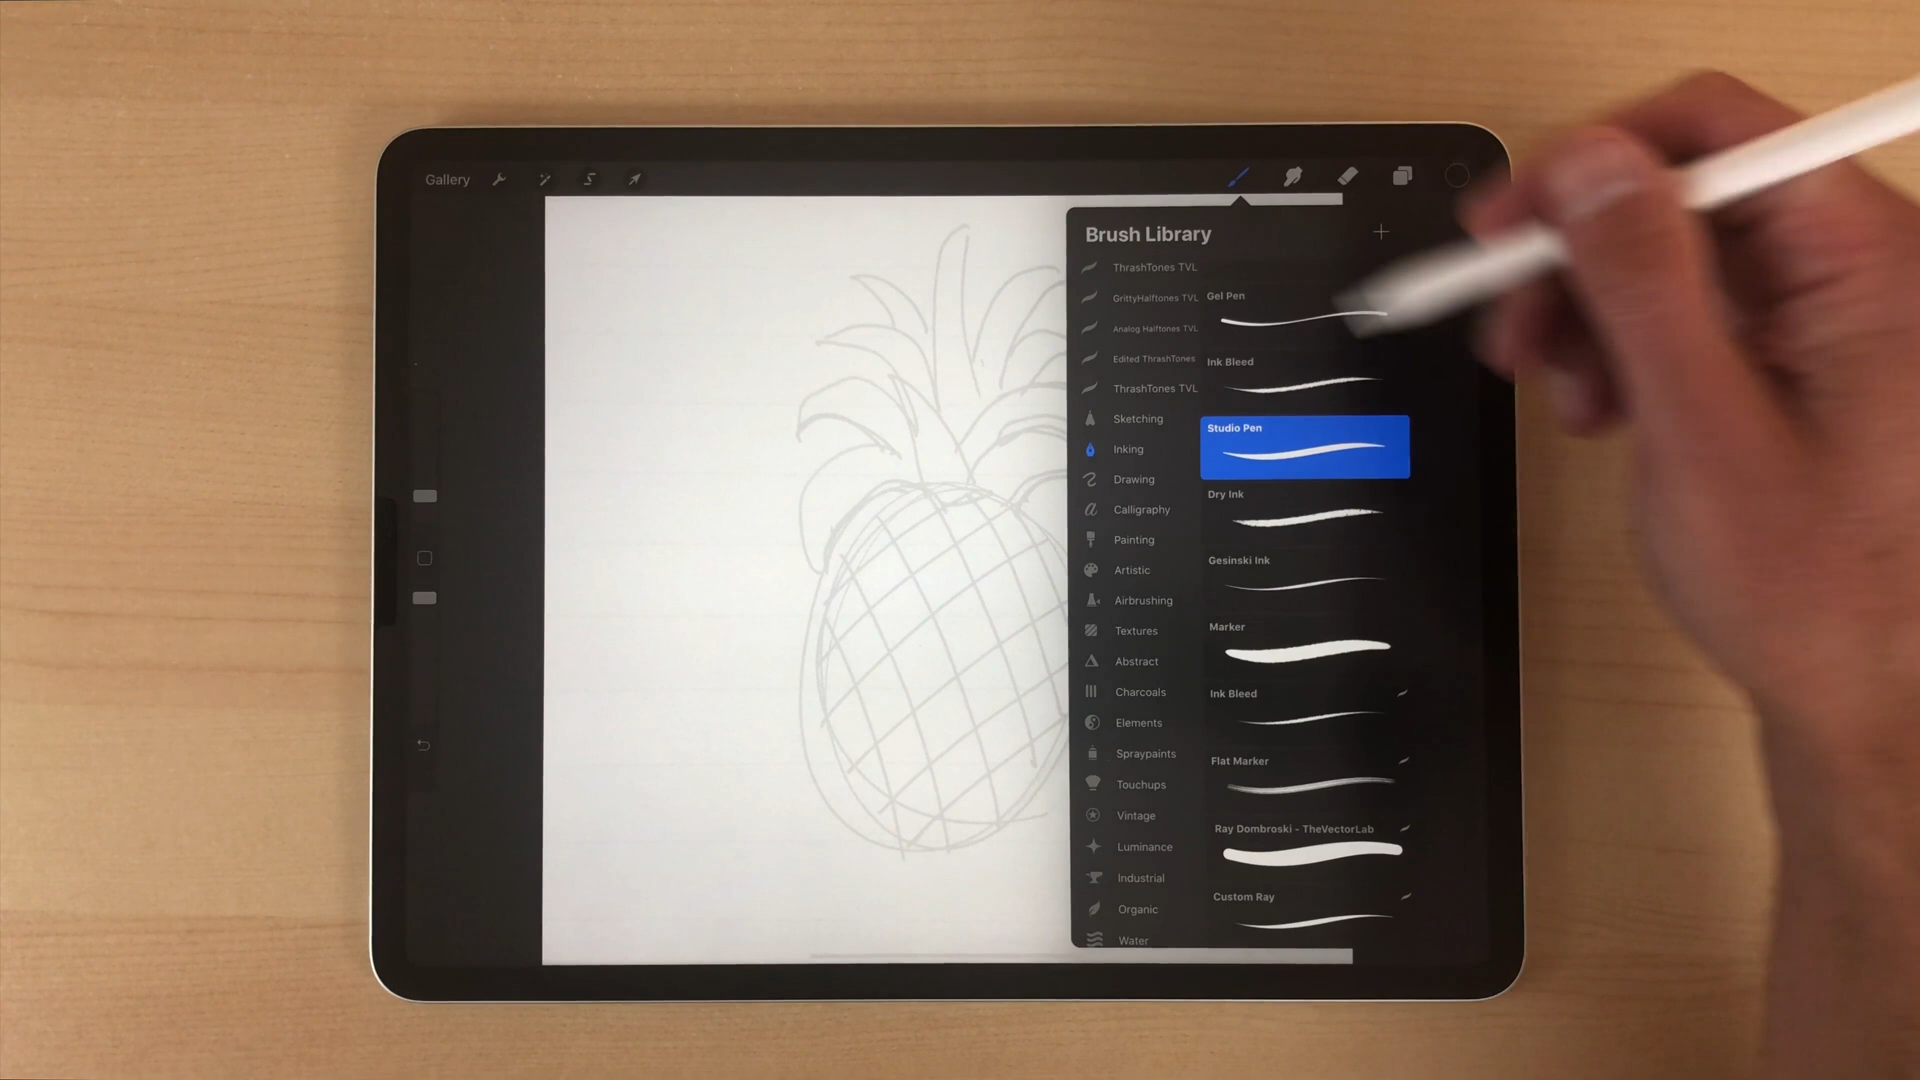 Gallery
Brush Library
ThrashTones TVL
GrittyHalftones TVL
Analog Halftones TVL
Edited ThrashTones
ThrashTones TVL
Sketching
Inking
Drawing
Calligraphy
Painting
Artistic
Airbrushing
Textures
Abstract
Charcoals
Elements
Spraypaints
Touchups
Vintage
Luminance
Industrial
Organic
Water
Gel Pen
Ink Bleed
Studio Pen
Dry Ink
Gesinski Ink
Marker
Ink Bleed
Flat Marker
Ray Dombroski - TheVectorLab
Custom Ray